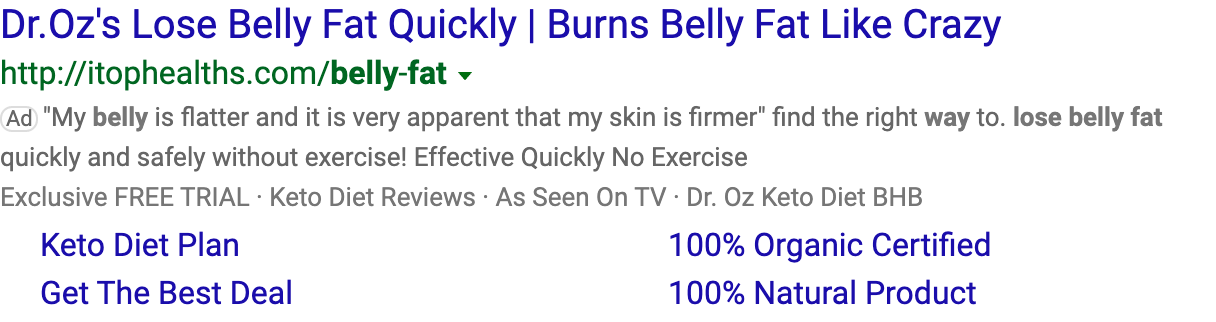 Dr.Oz's Lose Belly Fat Quickly | Burns Belly Fat Like Crazy
http://itophealths.com/belly-fat
Ad "My belly is flatter and it is very apparent that my skin is firmer" find the right way to. lose belly fat
quickly and safely without exercise! Effective Quickly No Exercise
Exclusive FREE TRIAL · Keto Diet Reviews · As Seen On TV · Dr. Oz Keto Diet BHB
Keto Diet Plan 100% Organic Certified
Get The Best Deal 100% Natural Product